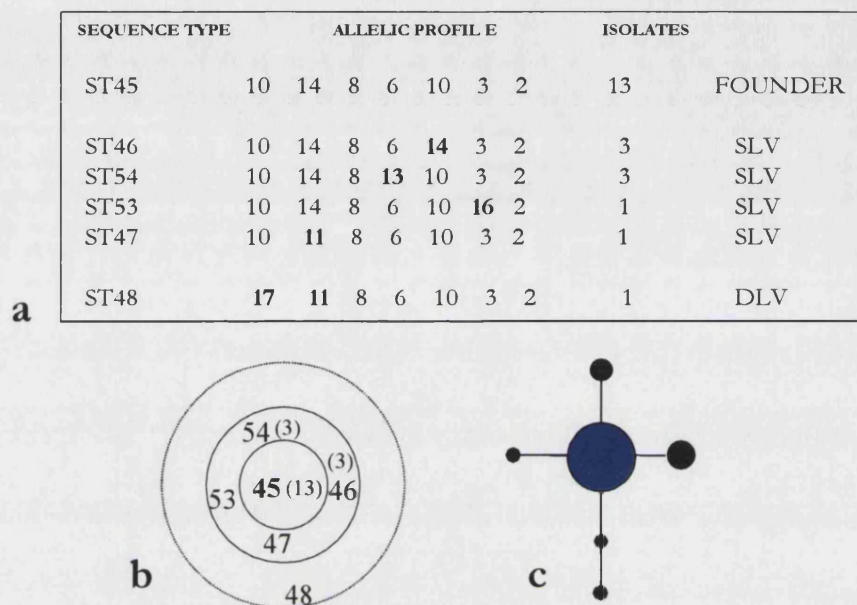 SEQUENCE TYPE ALLELIC PROFIL E ISOLATES
ST45 10 14 8 6 10 3 2 13 FOUNDER
ST46 10 14 8 6 14 3 2 3 SLV
ST54 10 14 8 13 10 3 2 3 SLV
ST53 10 14 8 6 10 16 2 1 SLV
ST47 10 11 8 6 10 3 2 1 SLV
ST48 17 11 8 6 10 3 2 1 DLV
a
54 (3)
(3)
45 (13) 46
53
47
48
b
c